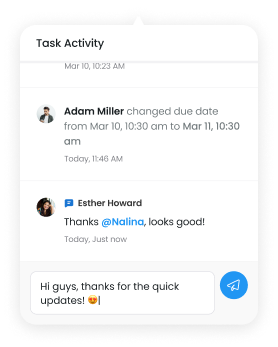 Task Activity
Mar 10, 10:23 AM
Adam Miller changed due date
from Mar 10, 10:30 am to Mar 11, 10:30
am
Today, 11:46 AM
Esther Howard
Thanks @Nalina, looks good!
Today, Just now
Hi guys, thanks for the quick
updates! 😍